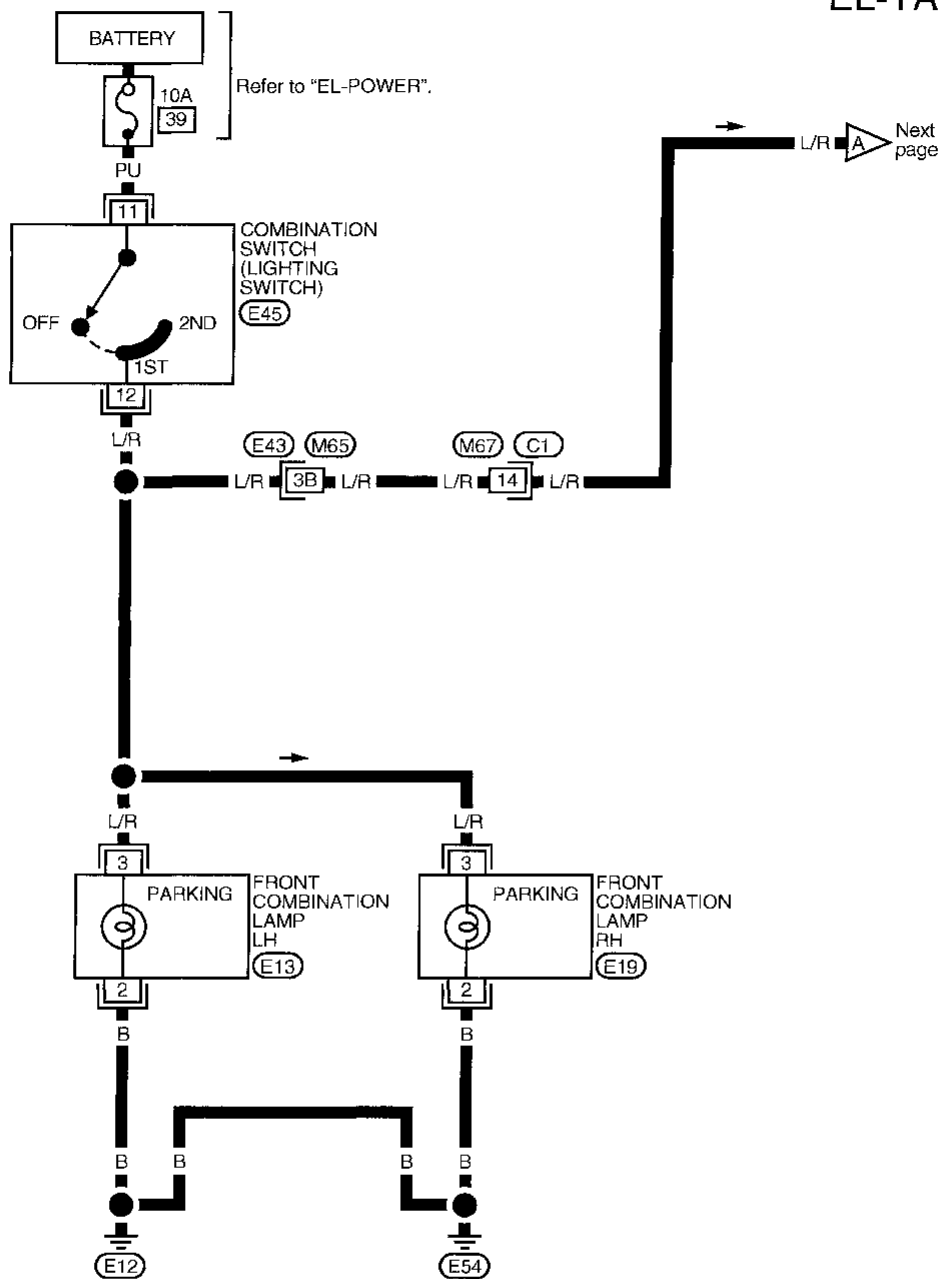 BATTERY
Refer to "EL-POWER".
10A
39
PU
11
COMBINATION
SWITCH
(LIGHTING
SWITCH)
E45
OFF
2ND
1ST
12
L/R
L/R
A
Next
page
E43
M65
M67
C1
L/R
3B
L/R
L/R
14
L/R
L/R
L/R
3
3
PARKING
FRONT
COMBINATION
LAMP
LH
E13
PARKING
FRONT
COMBINATION
LAMP
RH
E19
2
2
B
B
B
B
B
B
E12
E54